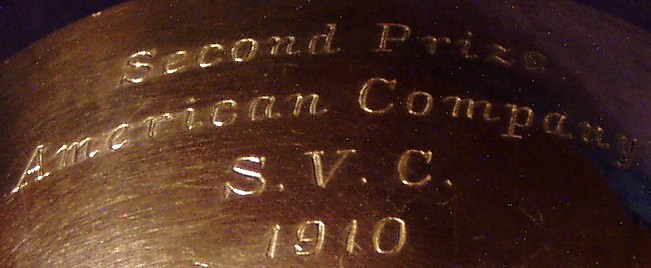 Second Prize
American Company
S. V. C.
1910